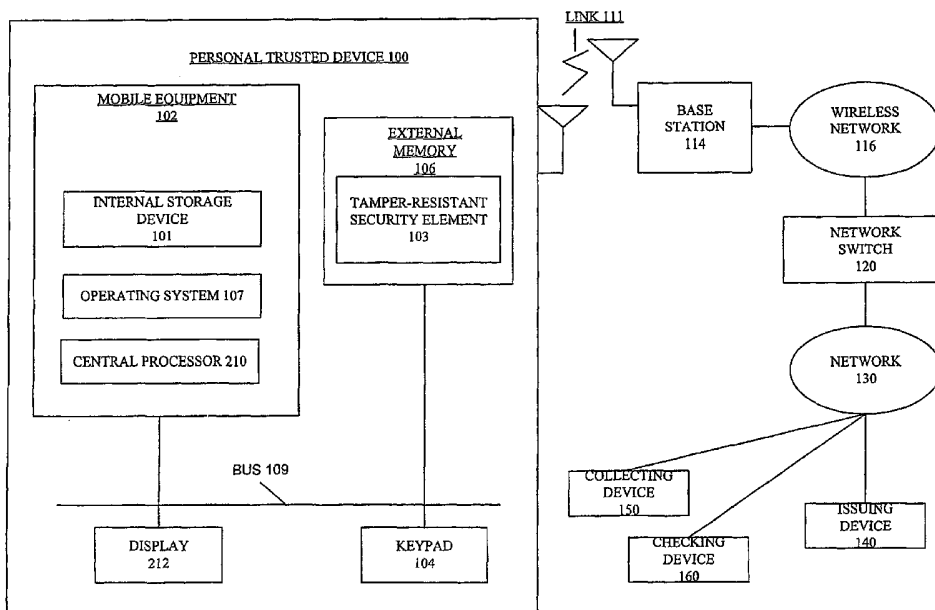 LINK 111
PERSONAL TRUSTED DEVICE 100
MOBILE EQUIPMENT
102
INTERNAL STORAGE
DEVICE
101
OPERATING SYSTEM 107
CENTRAL PROCESSOR 210
EXTERNAL
MEMORY
106
TAMPER-RESISTANT
SECURITY ELEMENT
103
BUS 109
DISPLAY
212
KEYPAD
104
BASE
STATION
114
WIRELESS
NETWORK
116
NETWORK
SWITCH
120
NETWORK
130
COLLECTING
DEVICE
150
CHECKING
DEVICE
160
ISSUING
DEVICE
140